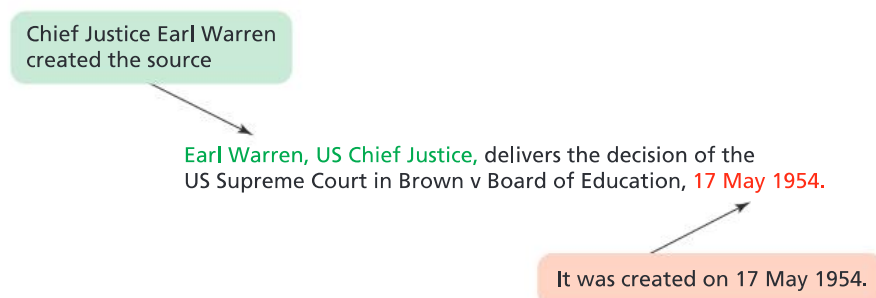 Chief Justice Earl Warren
created the source
Earl Warren, US Chief Justice, delivers the decision of the
US Supreme Court in Brown v Board of Education, 17 May 1954.
It was created on 17 May 1954.